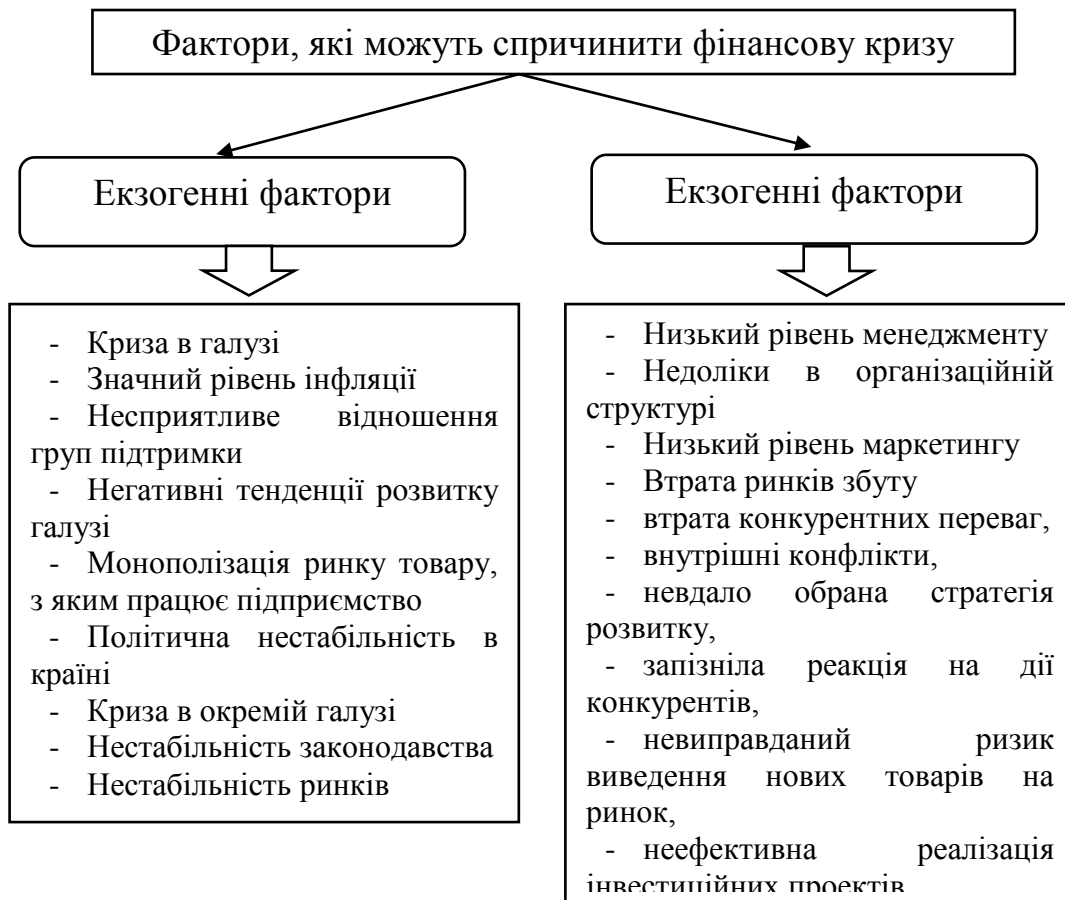 Фактори, які можуть спричинити фінансову кризу
Екзогенні фактори
- Криза в галузі
- Значний рівень інфляції
- Несприятливе відношення
груп підтримки
- Негативні тенденції розвитку
галузі
- Монополізація ринку товару,
з яким працює підприємство
- Політична нестабільність в
країні
- Криза в окремій галузі
- Нестабільність законодавства
- Нестабільність ринків
Екзогенні фактори
- Низький рівень менеджменту
- Недоліки в організаційній
структурі
- Низький рівень маркетингу
- Втрата ринків збуту
- втрата конкурентних переваг,
- внутрішні конфлікти,
- невдало обрана стратегія
розвитку,
- запізніла реакція на дії
конкурентів,
- невиправданий ризик
виведення нових товарів на
ринок,
- неефективна реалізація
інвестиційних проектів